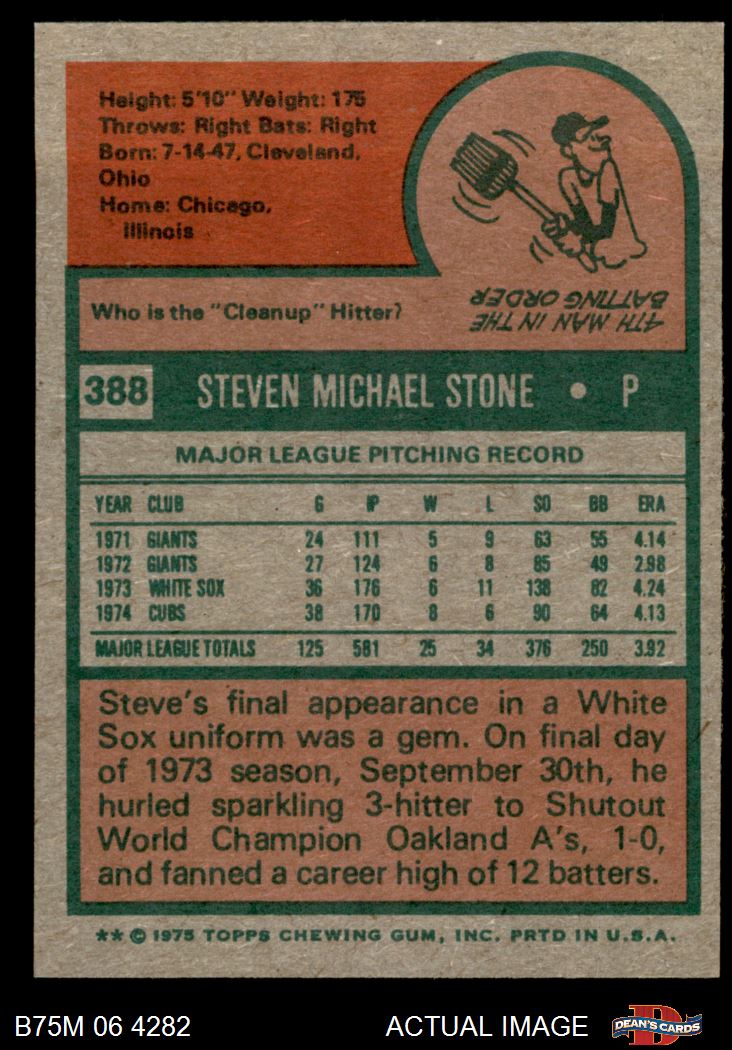 Height: 5'10" Weight: 175
Throws: Right Bats: Right
Born: 7-14-47, Cleveland,
Ohio
Home: Chicago,
Illinois
Who is the "Cleanup" Hitter?
4TH MAN IN THE
BATTING ORDER
388 STEVEN MICHAEL STONE • P
MAJOR LEAGUE PITCHING RECORD
YEAR CLUB G IP W L SO BB ERA
1971 GIANTS 24 111 5 9 63 55 4.14
1972 GIANTS 27 124 6 8 85 49 2.98
1973 WHITE SOX 36 176 6 11 138 82 4.24
1974 CUBS 38 170 8 6 90 64 4.13
MAJOR LEAGUE TOTALS 125 581 25 34 376 250 3.92
Steve's final appearance in a White
Sox uniform was a gem. On final day
of 1973 season, September 30th, he
hurled sparkling 3-hitter to Shutout
World Champion Oakland A's, 1-0,
and fanned a career high of 12 batters.
** © 1975 TOPPS CHEWING GUM, INC. PRTD IN U.S.A.
B75M 06 4282 ACTUAL IMAGE DEAN'S CARDS